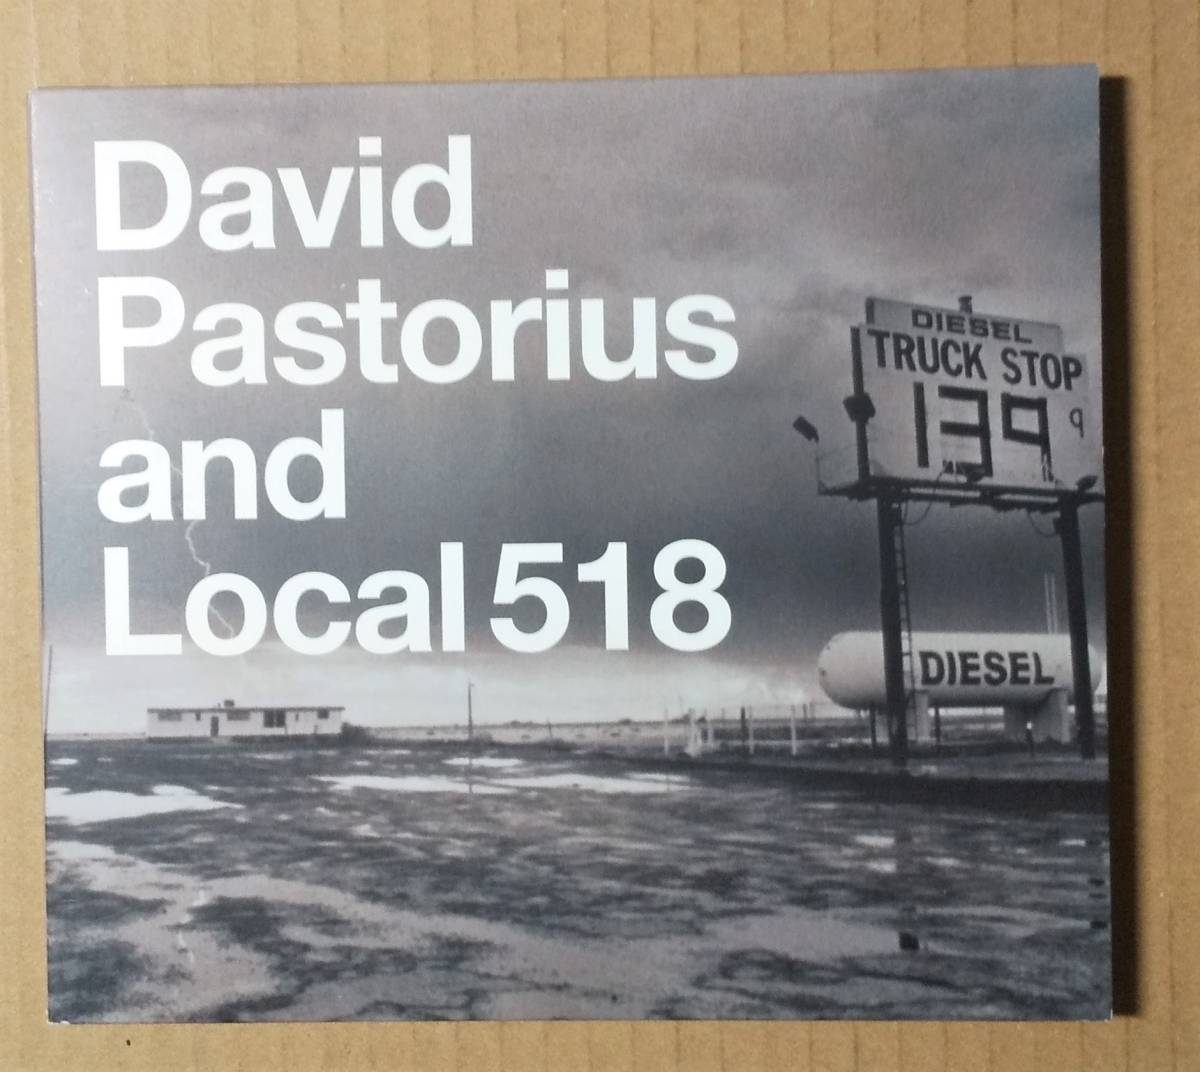 David
Pastorius
and
Local 518
DIESEL
TRUCK STOP
139 9
DIESEL